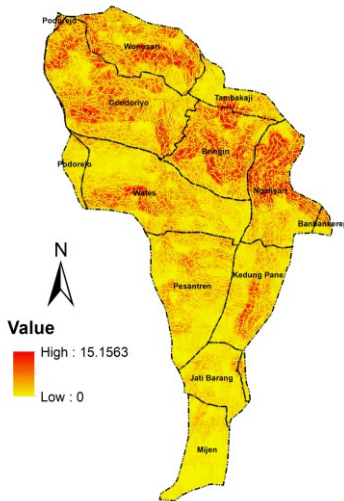 Podorejo
Wonosari
Tambakaji
Gondoriyo
Bringin
Podorejo
Ngaliyan
Wates
Bambankerep
N
Kedung Pane
Pesantren
Value
High : 15.1563
Jati Barang
Low : 0
Mijen